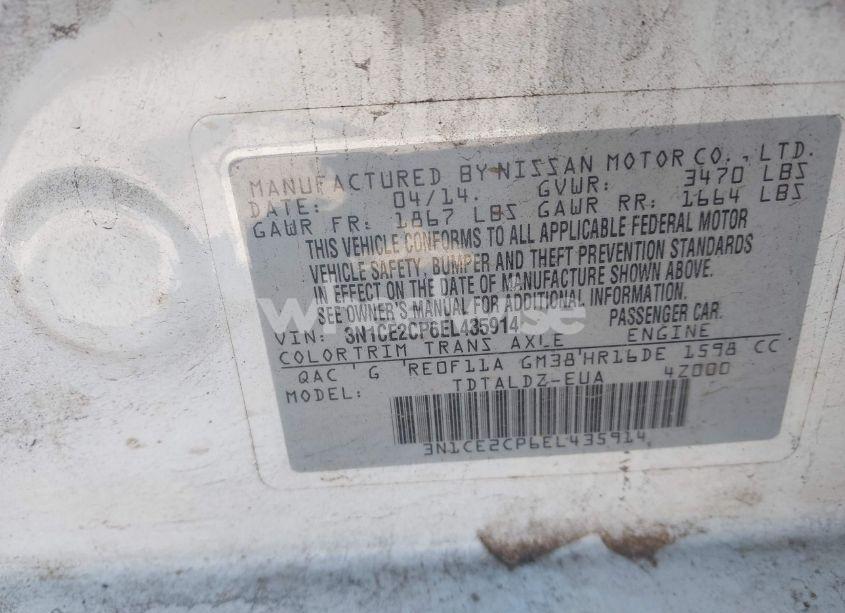 MANUFACTURED BY NISSAN MOTOR CO., LTD.
DATE: 04/14. GVWR: 3470 LBS
GAWR FR: 1867 LBS GAWR RR: 1664 LBS
THIS VEHICLE CONFORMS TO ALL APPLICABLE FEDERAL MOTOR
VEHICLE SAFETY, BUMPER AND THEFT PREVENTION STANDARDS
IN EFFECT ON THE DATE OF MANUFACTURE SHOWN ABOVE.
SEE OWNER'S MANUAL FOR ADDITIONAL INFORMATION.
VIN: 3N1CE2CP6EL435914 PASSENGER CAR.
COLOR TRIM TRANS AXLE ENGINE
QAC G RE0F11A GM38 HR16DE 1598 CC
MODEL: TDTALDZ-EUA 4Z000
3N1CE2CP6EL435914